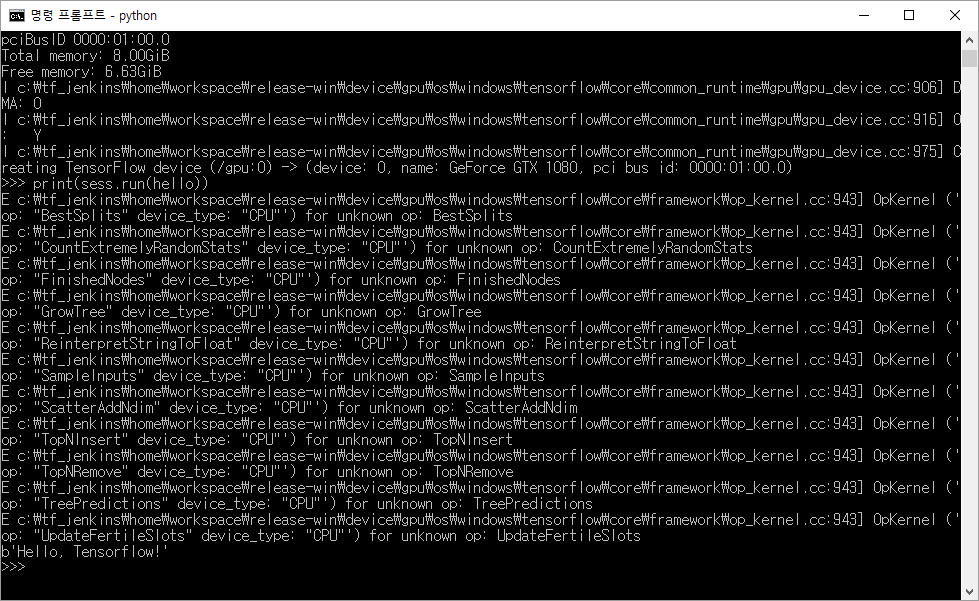 명령 프롬프트 - python
pciBusID 0000:01:00.0
Total memory: 8.00GiB
Free memory: 6.63GiB
I c:₩tf_jenkins₩home₩workspace₩release-win₩device₩gpu₩os₩windows₩tensorflow₩core₩common_runtime₩gpu₩gpu_device.cc:906] D
MA: 0
I c:₩tf_jenkins₩home₩workspace₩release-win₩device₩gpu₩os₩windows₩tensorflow₩core₩common_runtime₩gpu₩gpu_device.cc:916] 0
:   Y
I c:₩tf_jenkins₩home₩workspace₩release-win₩device₩gpu₩os₩windows₩tensorflow₩core₩common_runtime₩gpu₩gpu_device.cc:975] C
reating TensorFlow device (/gpu:0) -> (device: 0, name: GeForce GTX 1080, pci bus id: 0000:01:00.0)
>>> print(sess.run(hello))
E c:₩tf_jenkins₩home₩workspace₩release-win₩device₩gpu₩os₩windows₩tensorflow₩core₩framework₩op_kernel.cc:943] OpKernel ('
op: "BestSplits" device_type: "CPU"') for unknown op: BestSplits
E c:₩tf_jenkins₩home₩workspace₩release-win₩device₩gpu₩os₩windows₩tensorflow₩core₩framework₩op_kernel.cc:943] OpKernel ('
op: "CountExtremelyRandomStats" device_type: "CPU"') for unknown op: CountExtremelyRandomStats
E c:₩tf_jenkins₩home₩workspace₩release-win₩device₩gpu₩os₩windows₩tensorflow₩core₩framework₩op_kernel.cc:943] OpKernel ('
op: "FinishedNodes" device_type: "CPU"') for unknown op: FinishedNodes
E c:₩tf_jenkins₩home₩workspace₩release-win₩device₩gpu₩os₩windows₩tensorflow₩core₩framework₩op_kernel.cc:943] OpKernel ('
op: "GrowTree" device_type: "CPU"') for unknown op: GrowTree
E c:₩tf_jenkins₩home₩workspace₩release-win₩device₩gpu₩os₩windows₩tensorflow₩core₩framework₩op_kernel.cc:943] OpKernel ('
op: "ReinterpretStringToFloat" device_type: "CPU"') for unknown op: ReinterpretStringToFloat
E c:₩tf_jenkins₩home₩workspace₩release-win₩device₩gpu₩os₩windows₩tensorflow₩core₩framework₩op_kernel.cc:943] OpKernel ('
op: "SampleInputs" device_type: "CPU"') for unknown op: SampleInputs
E c:₩tf_jenkins₩home₩workspace₩release-win₩device₩gpu₩os₩windows₩tensorflow₩core₩framework₩op_kernel.cc:943] OpKernel ('
op: "ScatterAddNdim" device_type: "CPU"') for unknown op: ScatterAddNdim
E c:₩tf_jenkins₩home₩workspace₩release-win₩device₩gpu₩os₩windows₩tensorflow₩core₩framework₩op_kernel.cc:943] OpKernel ('
op: "TopNInsert" device_type: "CPU"') for unknown op: TopNInsert
E c:₩tf_jenkins₩home₩workspace₩release-win₩device₩gpu₩os₩windows₩tensorflow₩core₩framework₩op_kernel.cc:943] OpKernel ('
op: "TopNRemove" device_type: "CPU"') for unknown op: TopNRemove
E c:₩tf_jenkins₩home₩workspace₩release-win₩device₩gpu₩os₩windows₩tensorflow₩core₩framework₩op_kernel.cc:943] OpKernel ('
op: "TreePredictions" device_type: "CPU"') for unknown op: TreePredictions
E c:₩tf_jenkins₩home₩workspace₩release-win₩device₩gpu₩os₩windows₩tensorflow₩core₩framework₩op_kernel.cc:943] OpKernel ('
op: "UpdateFertileSlots" device_type: "CPU"') for unknown op: UpdateFertileSlots
b'Hello, Tensorflow!'
>>>